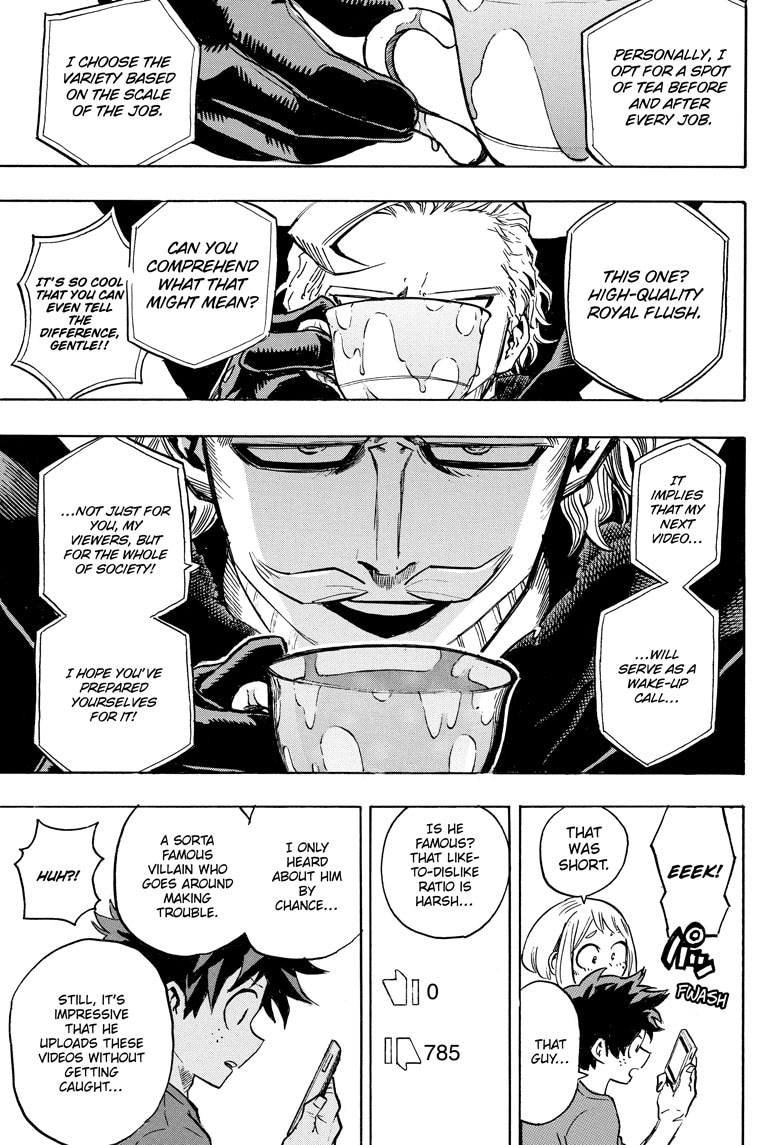 PERSONALLY, I
OPT FOR A SPOT
OF TEA BEFORE
AND AFTER
EVERY JOB.
I CHOOSE THE
VARIETY BASED
ON THE SCALE
OF THE JOB.
THIS ONE?
HIGH-QUALITY
ROYAL FLUSH.
CAN YOU
COMPREHEND
WHAT THAT
MIGHT MEAN?
IT'S SO COOL
THAT YOU CAN
EVEN TELL
THE
DIFFERENCE,
GENTLE!!
IT
IMPLIES
THAT MY
NEXT
VIDEO...
...WILL
SERVE AS A
WAKE-UP
CALL...
...NOT JUST FOR
YOU, MY
VIEWERS, BUT
FOR THE WHOLE
OF SOCIETY!
I HOPE YOU'VE
PREPARED
YOURSELVES
FOR IT!
EEEK!
パッ
FWASH
THAT
WAS
SHORT.
THAT
GUY...
IS HE
FAMOUS?
THAT LIKE-
TO-DISLIKE
RATIO IS
HARSH...
0
785
I ONLY
HEARD
ABOUT HIM
BY
CHANCE...
A SORTA
FAMOUS
VILLAIN WHO
GOES AROUND
MAKING
TROUBLE.
HUH?!
STILL, IT'S
IMPRESSIVE
THAT HE
UPLOADS THESE
VIDEOS WITHOUT
GETTING
CAUGHT...